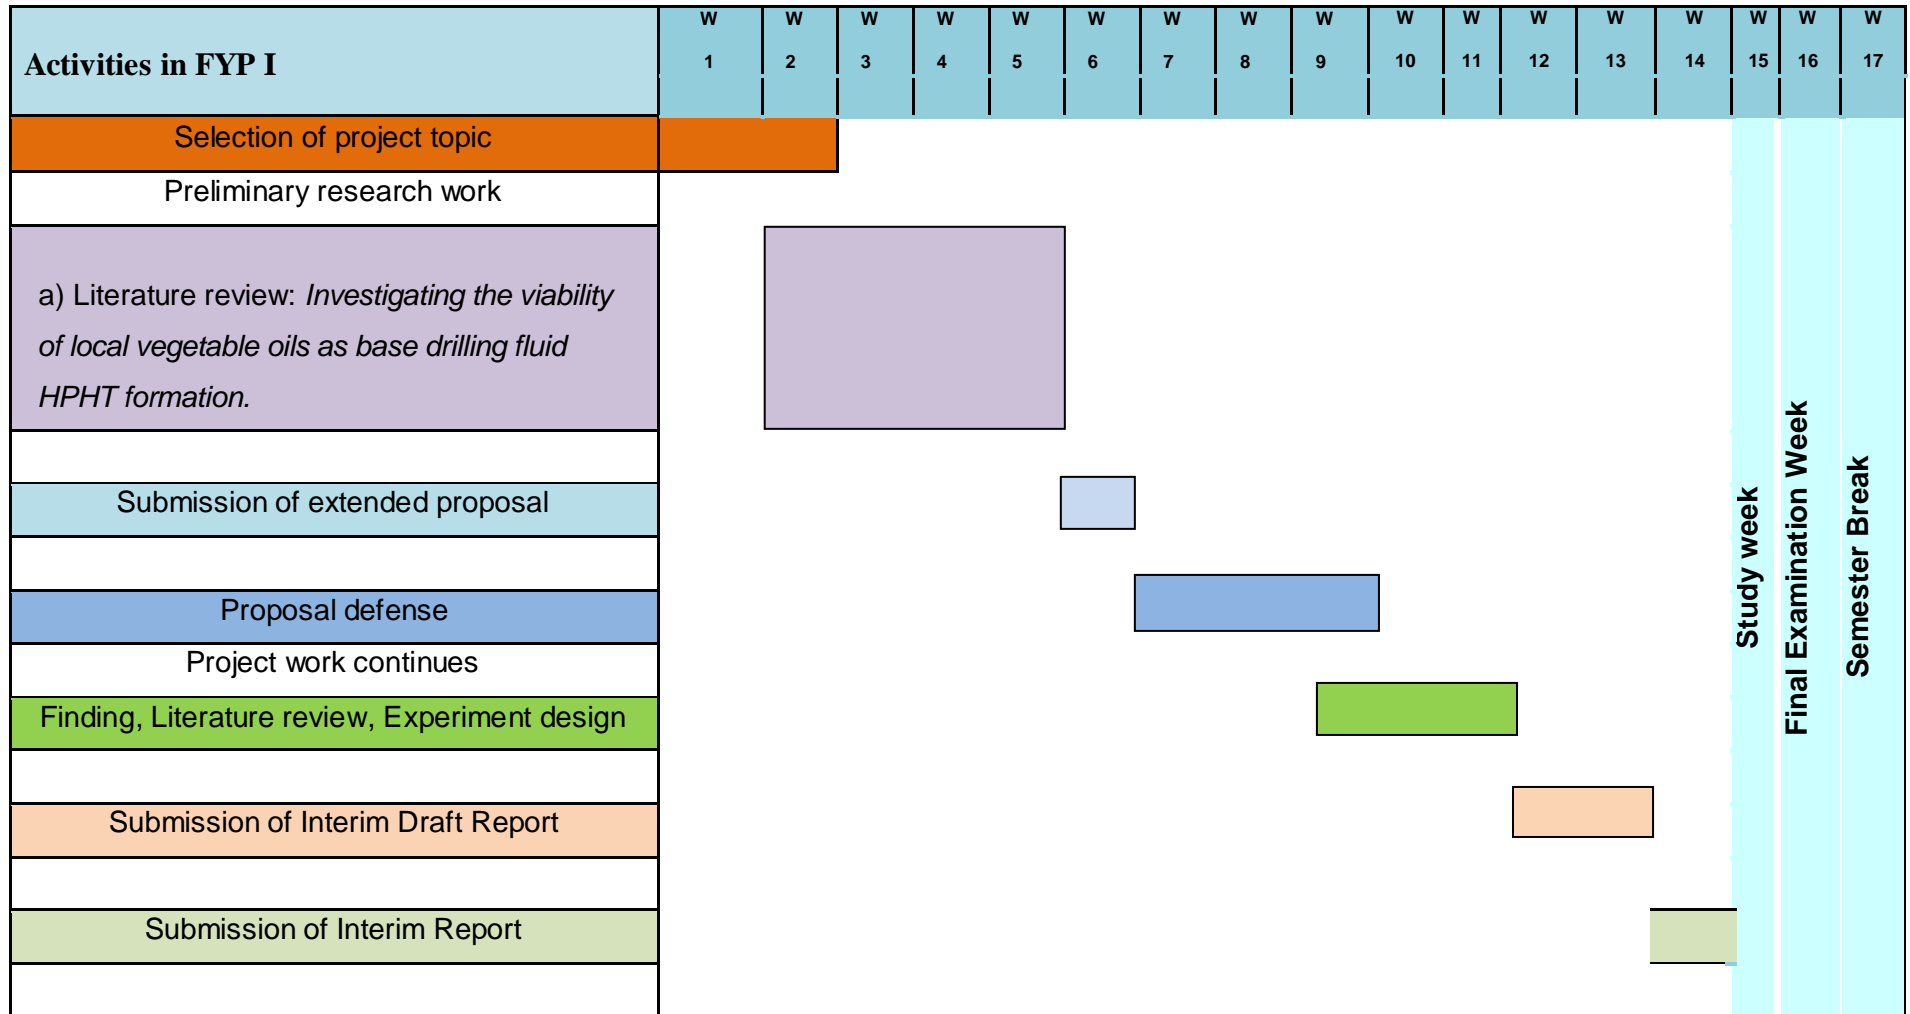 Activities in FYP I
W W W W W W W W W W W W W W W W W
1 2 3 4 5 6 7 8 9 10 11 12 13 14 15 16 17
Selection of project topic
Preliminary research work
a) Literature review: Investigating the viability
of local vegetable oils as base drilling fluid
HPHT formation.
Submission of extended proposal
Proposal defense
Project work continues
Finding, Literature review, Experiment design
Submission of Interim Draft Report
Submission of Interim Report
Study week
Final Examination Week
Semester Break